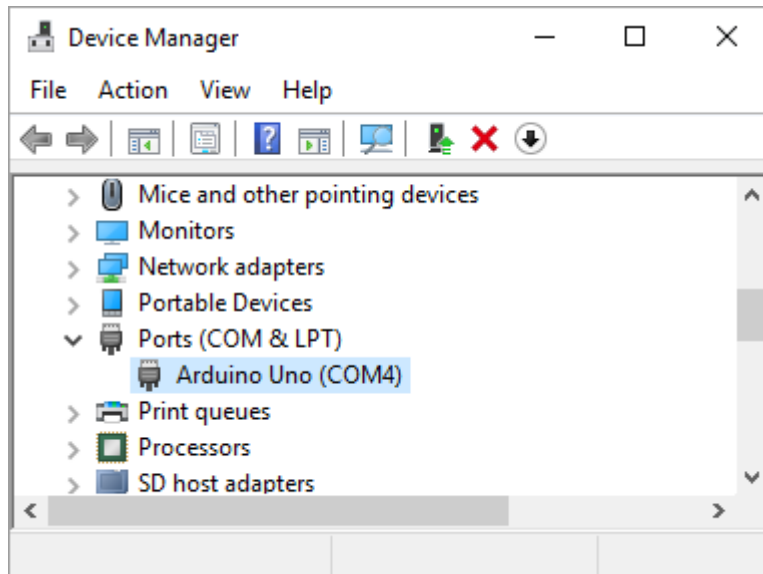 Device Manager
File Action View Help
Mice and other pointing devices
Monitors
Network adapters
Portable Devices
Ports (COM & LPT)
Arduino Uno (COM4)
Print queues
Processors
SD host adapters